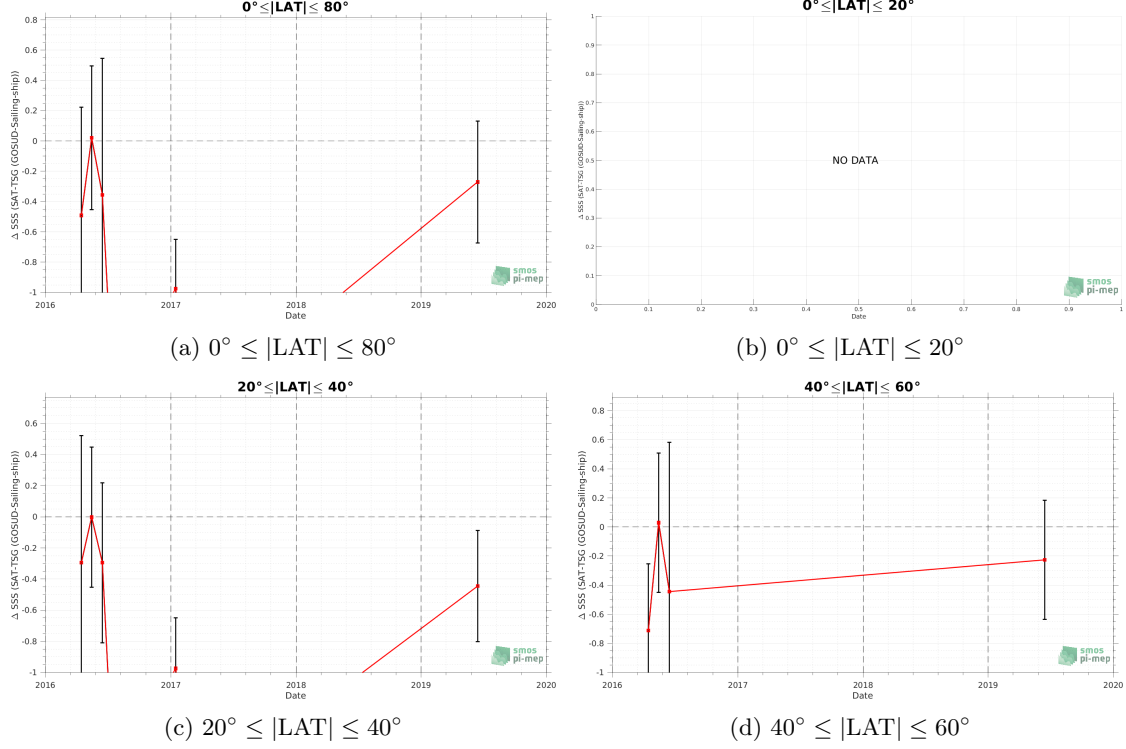 0°≤|LAT|≤ 80°
Δ SSS (SAT-TSG (GOSUD-Sailing-ship))
0.8
0.6
0.4
0.2
0
-0.2
-0.4
-0.6
-0.8
-1
2016
2017
2018
2019
2020
Date
smos
pi-mep
(a) 0° ≤ |LAT| ≤ 80°
0°≤|LAT|≤ 20°
Δ SSS (SAT-TSG (GOSUD-Sailing-ship))
1
0.9
0.8
0.7
0.6
0.5
0.4
0.3
0.2
0.1
0
NO DATA
0
0.1
0.2
0.3
0.4
0.5
0.6
0.7
0.8
0.9
1
Date
smos
pi-mep
(b) 0° ≤ |LAT| ≤ 20°
20°≤|LAT|≤ 40°
Δ SSS (SAT-TSG (GOSUD-Sailing-ship))
0.6
0.4
0.2
0
-0.2
-0.4
-0.6
-0.8
-1
2016
2017
2018
2019
2020
Date
smos
pi-mep
(c) 20° ≤ |LAT| ≤ 40°
40°≤|LAT|≤ 60°
Δ SSS (SAT-TSG (GOSUD-Sailing-ship))
0.8
0.6
0.4
0.2
0
-0.2
-0.4
-0.6
-0.8
-1
2016
2017
2018
2019
2020
Date
smos
pi-mep
(d) 40° ≤ |LAT| ≤ 60°